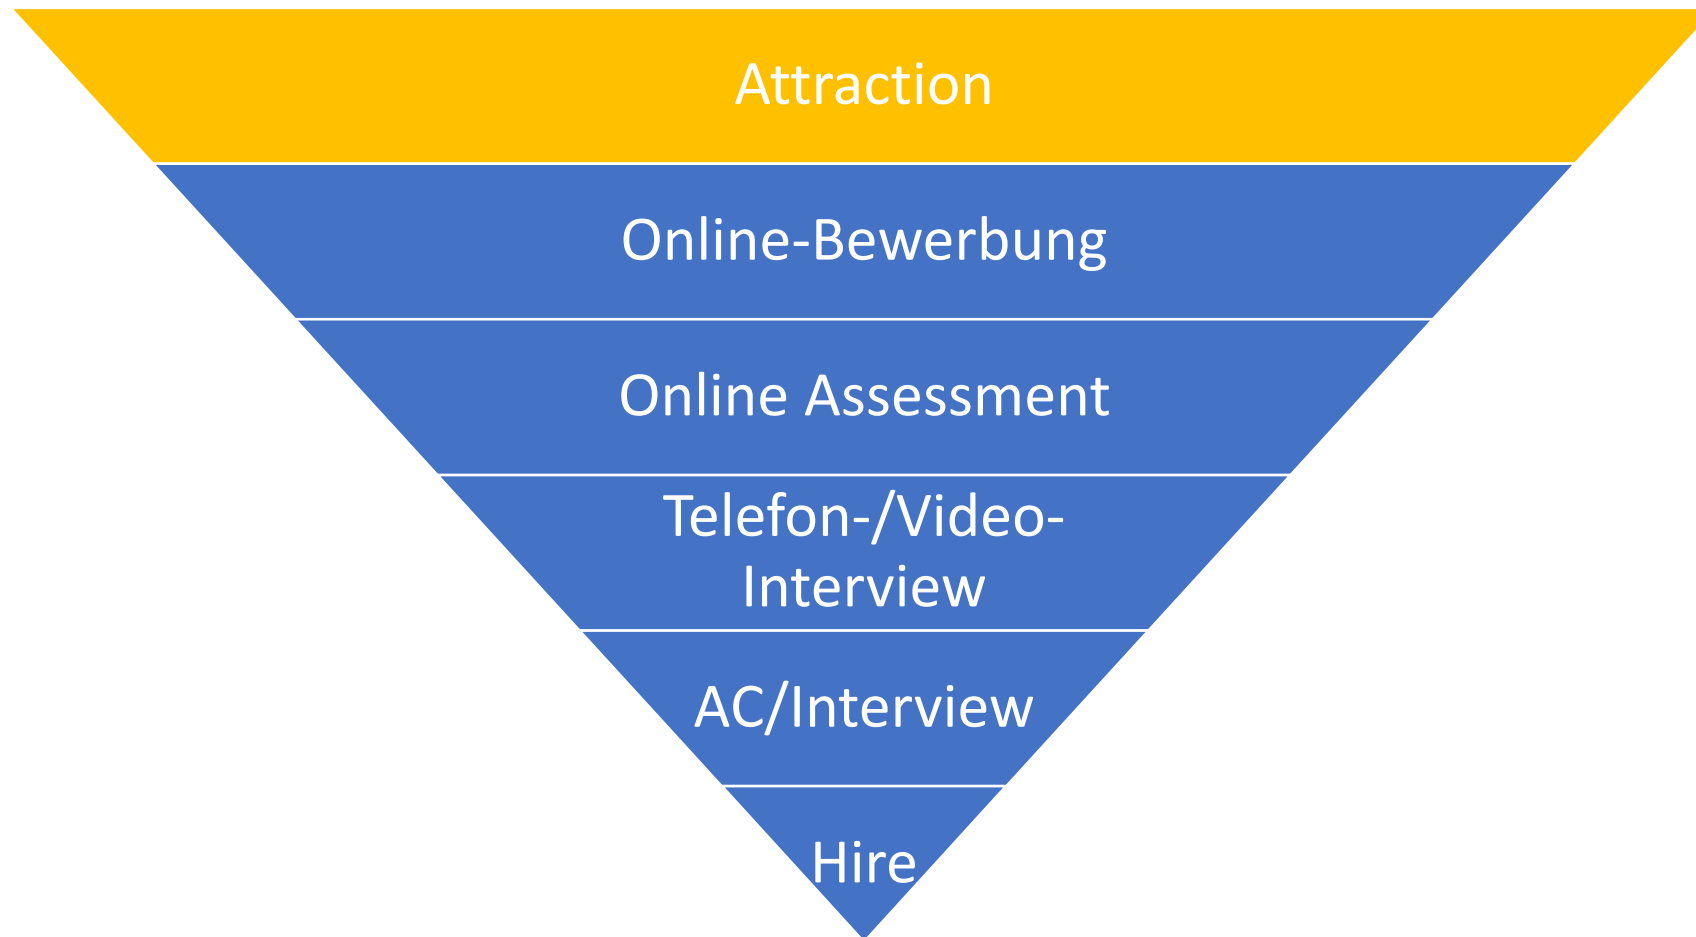 Attraction
Online-Bewerbung
Online Assessment
Telefon-/Video-
Interview
AC/Interview
Hire